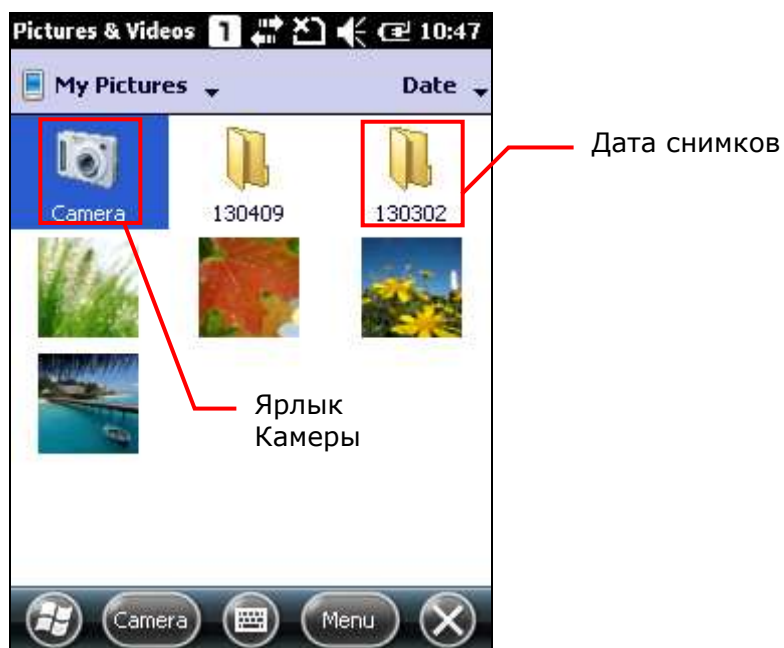 Pictures & Videos 1 10:47
My Pictures Date
Дата снимков
Camera 130409 130302
Ярлык
Камеры
Camera Menu